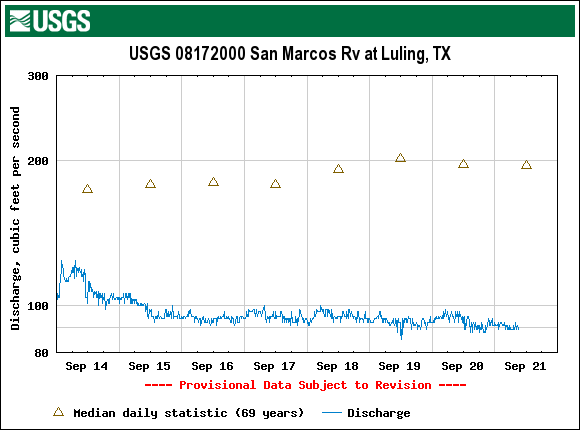 USGS
USGS 08172000 San Marcos Rv at Luling, TX
Discharge, cubic feet per second
300
200
100
80
Sep 14 Sep 15 Sep 16 Sep 17 Sep 18 Sep 19 Sep 20 Sep 21
---- Provisional Data Subject to Revision ----
Median daily statistic (69 years) Discharge